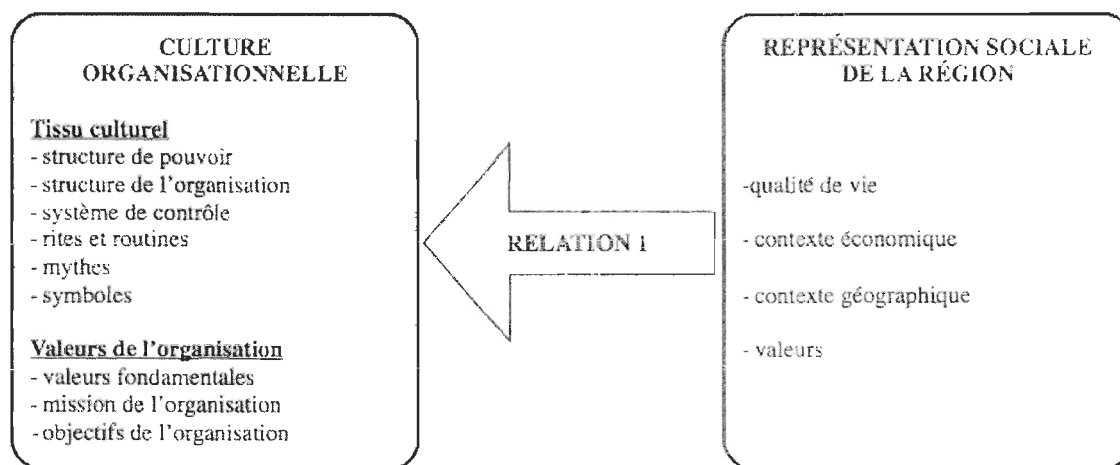 CULTURE
ORGANISATIONNELLE
Tissu culturel
- structure de pouvoir
- structure de l'organisation
- système de contrôle
- rites et routines
- mythes
- symboles
Valeurs de l'organisation
- valeurs fondamentales
- mission de l'organisation
- objectifs de l'organisation
RELATION 1
REPRÉSENTATION SOCIALE
DE LA RÉGION
-qualité de vie
- contexte économique
- contexte géographique
- valeurs